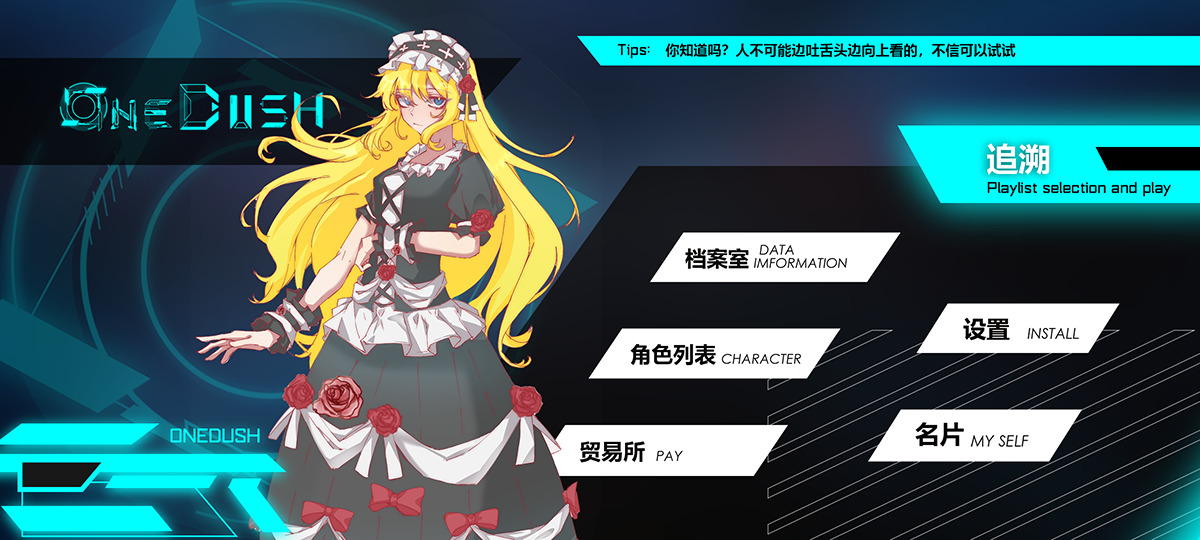 Tips: 你知道吗？人不可能边吐舌头边向上看的，不信可以试试
ONEDUSH
追溯
Playlist selection and play
档案室 DATA
IMFORMATION
设置 INSTALL
角色列表 CHARACTER
名片 MY SELF
贸易所 PAY
ONEDUSH